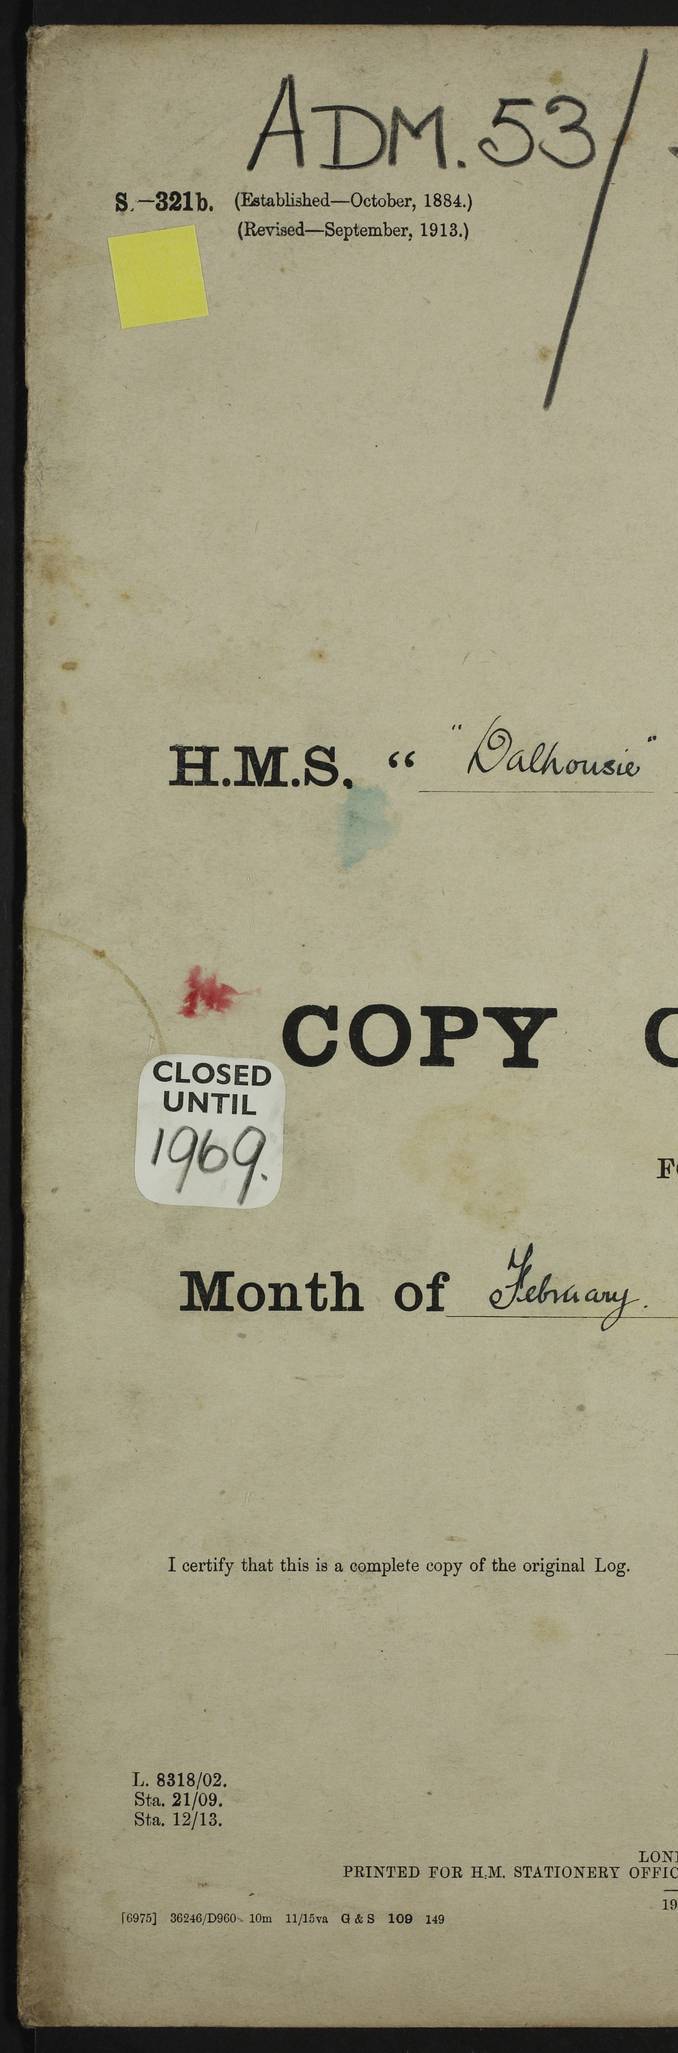 ADM. 53/
S.—321b. (Established—October, 1884.)
(Revised—September, 1913.)
H.M.S. “ "Dalhousie"
COPY
CLOSED
UNTIL
1969.
Month of February.
I certify that this is a complete copy of the original Log.
L. 8318/02.
Sta. 21/09.
Sta. 12/13.
PRINTED FOR H.M. STATIONERY OFFIC
19
[6975] 36246/D960 10m 11/15va G & S 109 149